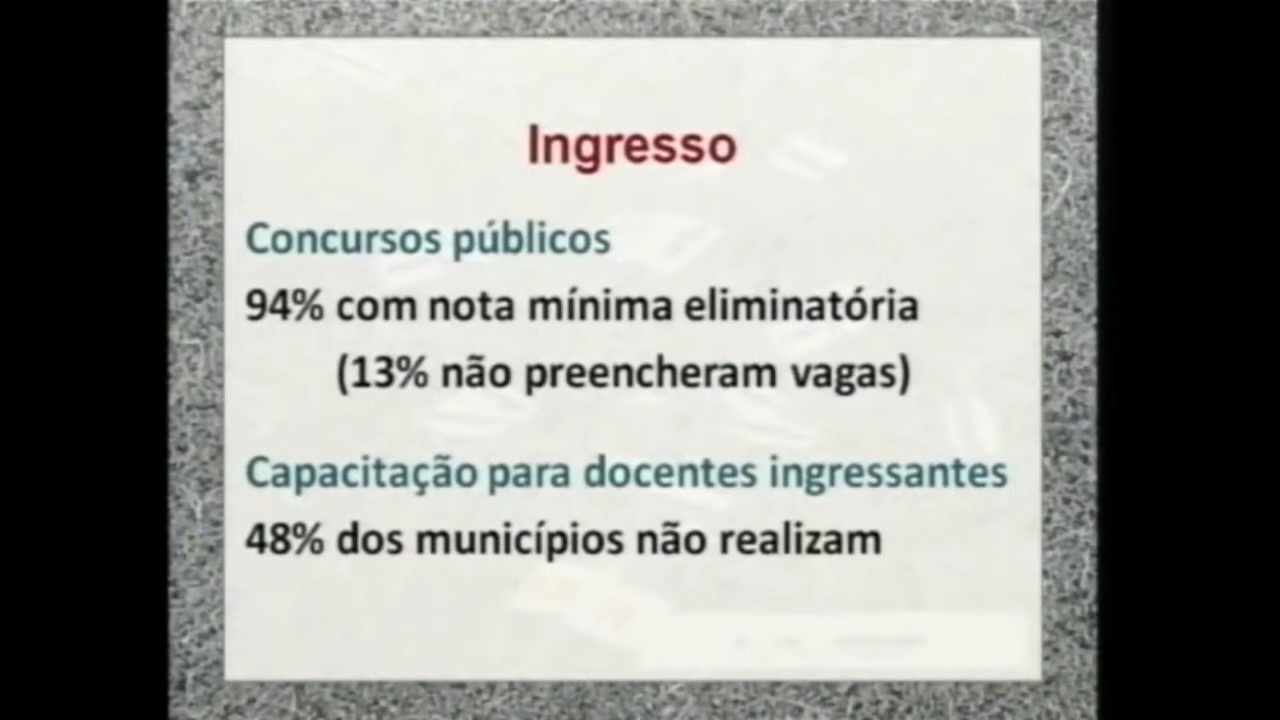 Ingresso
Concursos públicos
94% com nota mínima eliminatória
(13% não preencheram vagas)
Capacitação para docentes ingressantes
48% dos municípios não realizam